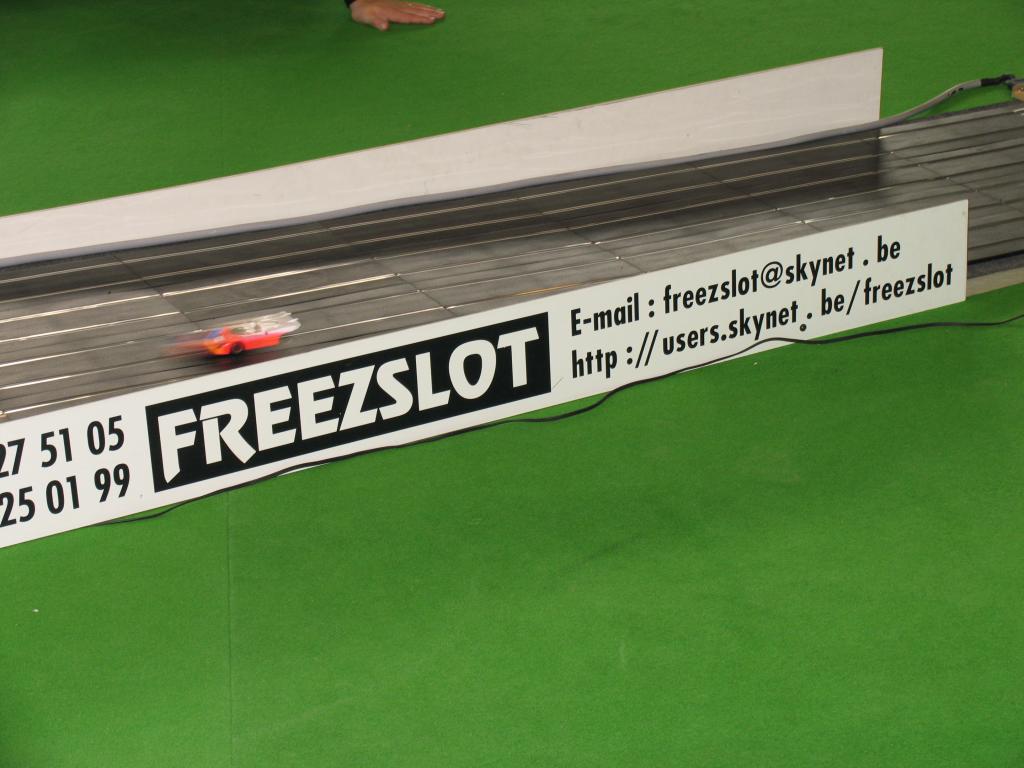 27 51 05
25 01 99
FREEZSLOT
E-mail : freezslot@skynet . be
http :// users.skynet . be/freezslot